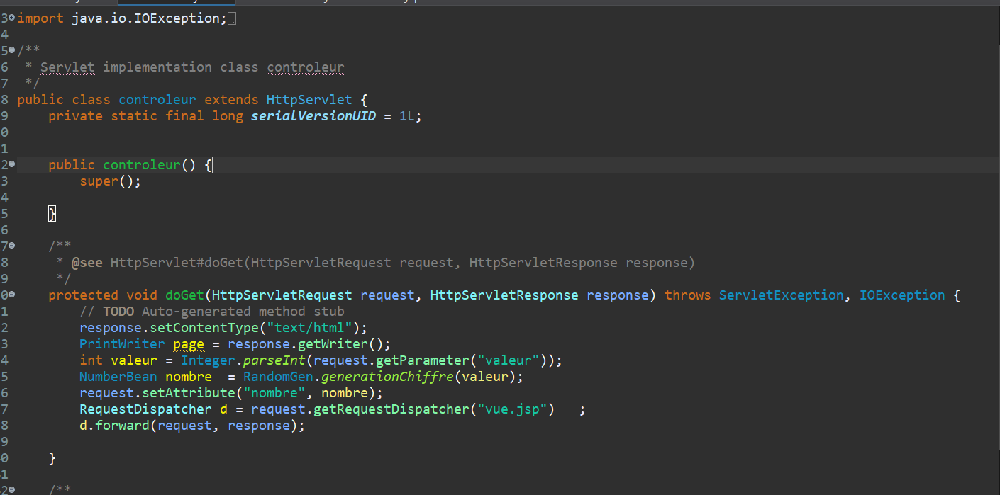 3 import java.io.IOException;
4
5 /**
6 * Servlet implementation class controleur
7 */
8 public class controleur extends HttpServlet {
9 private static final long serialVersionUID = 1L;
0
1
2 public controleur() {
3 super();
4
5 }
6
7 /**
8 * @see HttpServlet#doGet(HttpServletRequest request, HttpServletResponse response)
9 */
0 protected void doGet(HttpServletRequest request, HttpServletResponse response) throws ServletException, IOException {
1 // TODO Auto-generated method stub
2 response.setContentType("text/html");
3 PrintWriter page = response.getWriter();
4 int valeur = Integer.parseInt(request.getParameter("valeur"));
5 NumberBean nombre  = RandomGen.generationChiffre(valeur);
6 request.setAttribute("nombre", nombre);
7 RequestDispatcher d = request.getRequestDispatcher("vue.jsp")   ;
8 d.forward(request, response);
9
0 }
1
2 /**